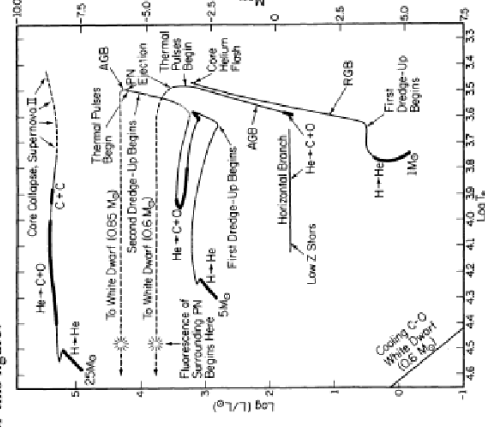 -10.0
-7.5
-5.0
-2.5
0
2.5
5.0
Core Collapse, Supernova II
He→C+O
C+C
H→He
25M⊙
AGB
PN
Ejection
Thermal
Pulses
Begin
Core
Helium
Flash
Thermal Pulses
Begin
To White Dwarf (0.85 M⊙)
Second Dredge-Up Begins
To White Dwarf (0.6 M⊙)
He→C+O
Fluorescence of
Surrounding PN
Begins Here
H→He
5M⊙
First Dredge-Up Begins
AGB
RGB
Horizontal Branch
He→C+O
Low Z Stars
First
Dredge-Up
Begins
H→He
1M⊙
Cooling C-O
White Dwarf
(0.6 M⊙)
Log (L/L⊙)
5
4
3
2
1
0
-1
4.6
4.5
4.4
4.3
4.2
4.1
4.0
3.9
3.8
3.7
3.6
3.5
3.4
3.3